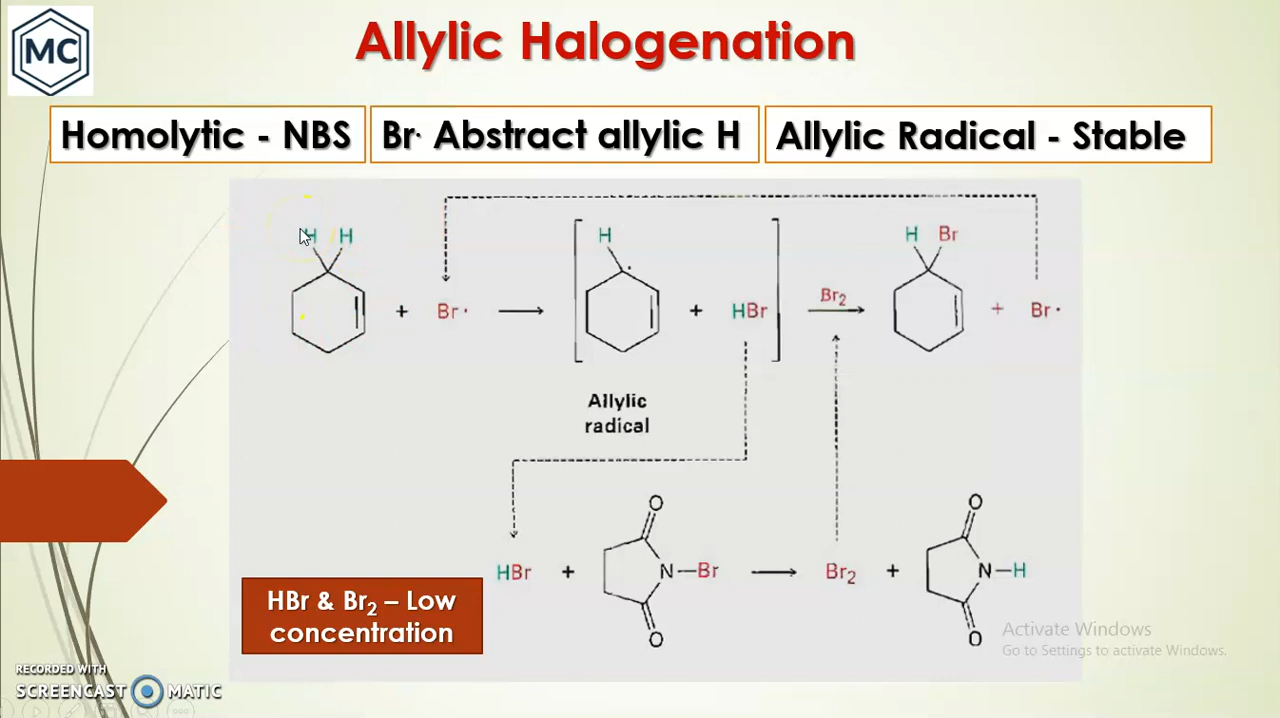 MC
Allylic Halogenation
Homolytic - NBS
Br· Abstract allylic H
Allylic Radical - Stable
H H
H
H Br
+ Br·
+ HBr
Br₂
+ Br·
Allylic
radical
O
O
HBr + N—Br
Br₂ + N—H
O
O
HBr & Br₂ – Low
concentration
Activate Windows
Go to Settings to activate Windows.
RECORDED WITH
SCREENCAST MATIC